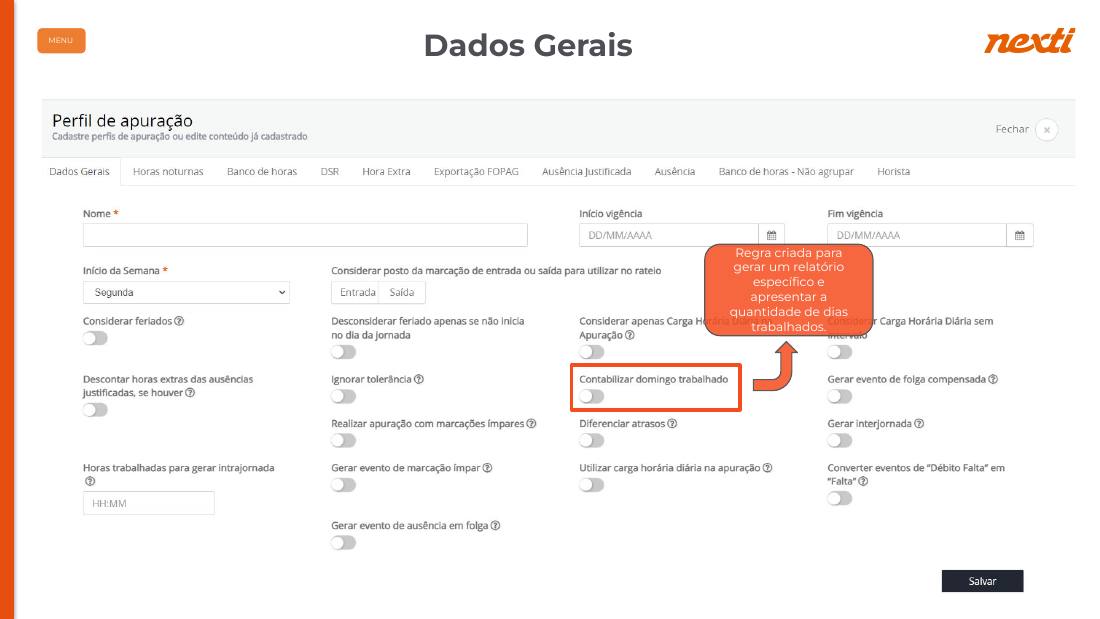 MENU
Dados Gerais
nexti
Perfil de apuração
Cadastre perfis de apuração ou edite conteúdo já cadastrado
Fechar
Dados Gerais
Horas noturnas
Banco de horas
DSR
Hora Extra
Exportação FOPAG
Ausência Justificada
Ausência
Banco de horas - Não agrupar
Horista
Nome *
Início vigência
DD/MM/AAAA
Fim vigência
DD/MM/AAAA
Início da Semana *
Segunda
Considerar posto da marcação de entrada ou saída para utilizar no rateio
Entrada
Saída
Regra criada para
gerar um relatório
específico e
apresentar a
quantidade de dias
trabalhados.
Considerar feriados
Desconsiderar feriado apenas se não inicia
no dia da jornada
Considerar apenas Carga Horária Diária na
Apuração
Considerar Carga Horária Diária sem
intervalo
Descontar horas extras das ausências
justificadas, se houver
Ignorar tolerância
Contabilizar domingo trabalhado
Gerar evento de folga compensada
Realizar apuração com marcações ímpares
Diferenciar atrasos
Gerar interjornada
Horas trabalhadas para gerar intrajornada
HH:MM
Gerar evento de marcação ímpar
Utilizar carga horária diária na apuração
Converter eventos de “Débito Falta” em
“Falta”
Gerar evento de ausência em folga
Salvar